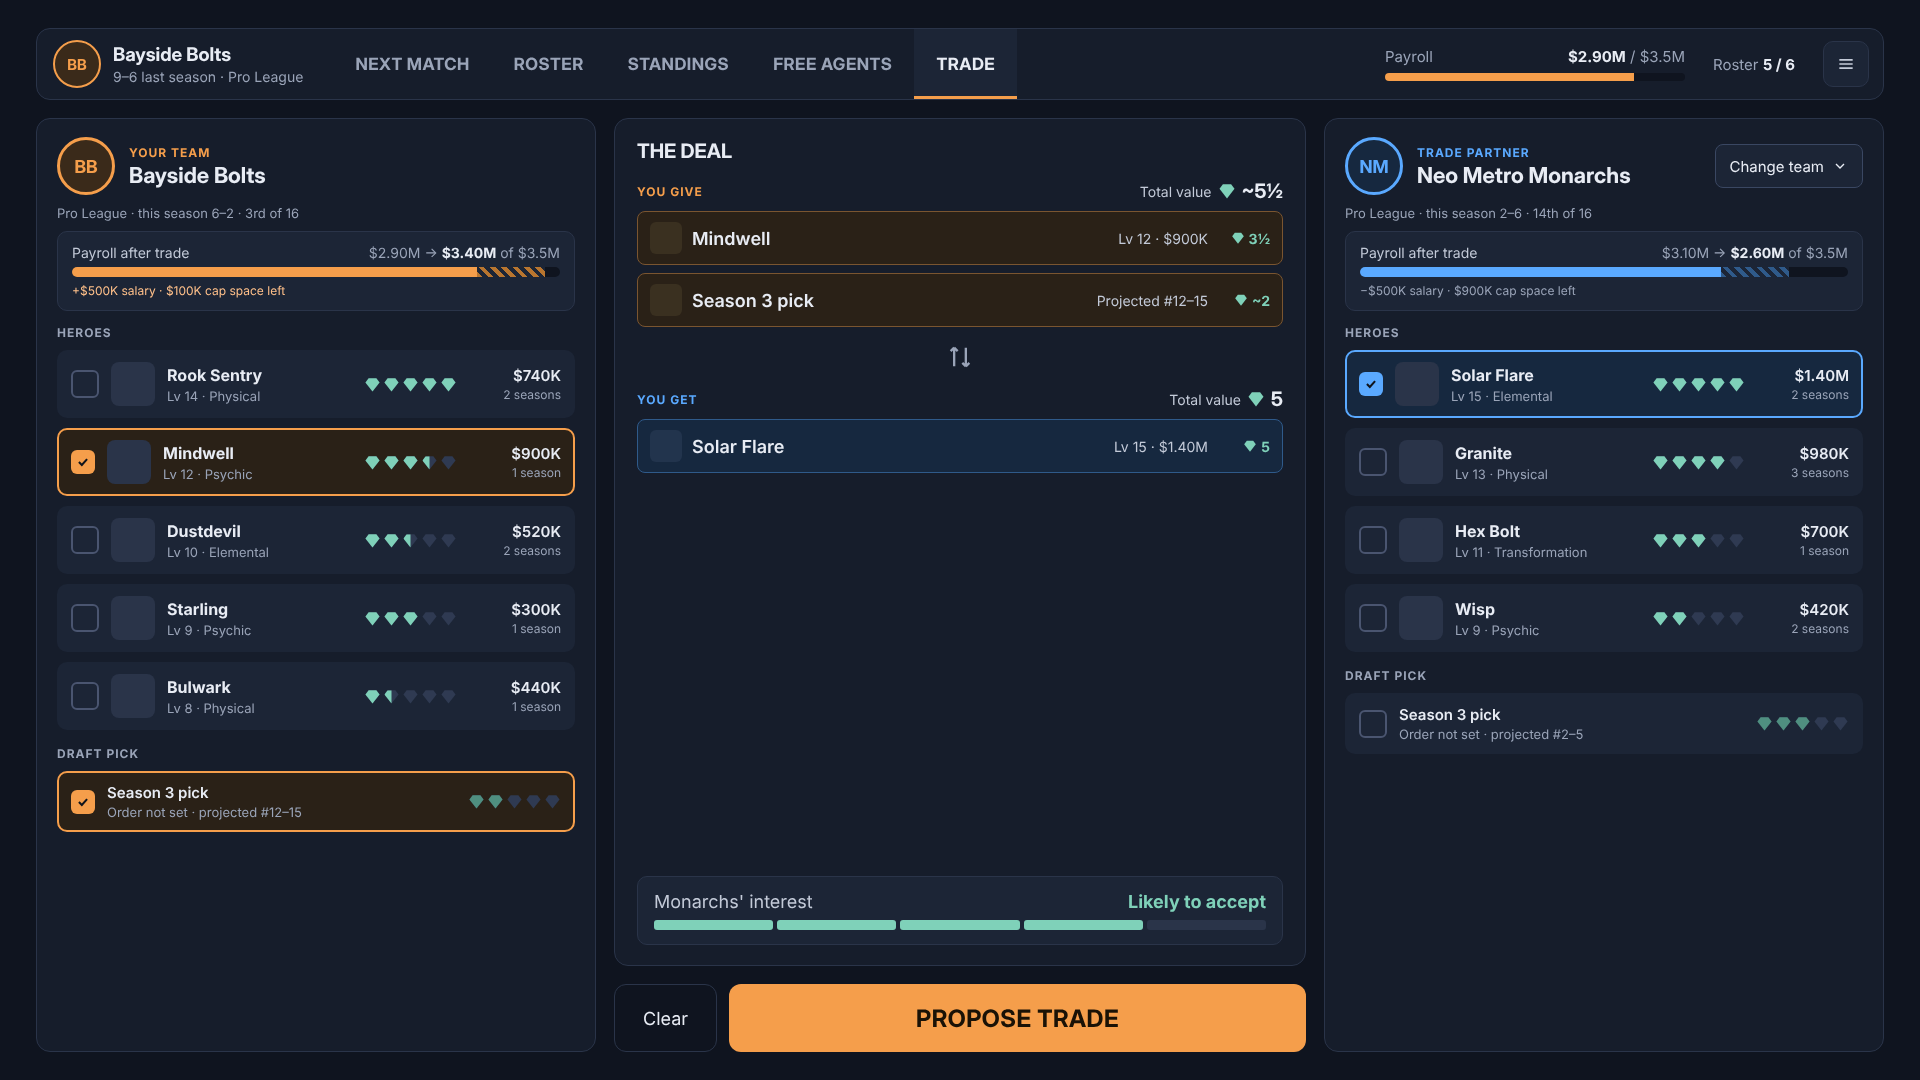 BB
Bayside Bolts
9–6 last season · Pro League
NEXT MATCH
ROSTER
STANDINGS
FREE AGENTS
TRADE
Payroll
$2.90M / $3.5M
Roster 5 / 6
BB
YOUR TEAM
Bayside Bolts
Pro League · this season 6–2 · 3rd of 16
Payroll after trade
$2.90M → $3.40M of $3.5M
+$500K salary · $100K cap space left
HEROES
Rook Sentry
Lv 14 · Physical
$740K
2 seasons
Mindwell
Lv 12 · Psychic
$900K
1 season
Dustdevil
Lv 10 · Elemental
$520K
2 seasons
Starling
Lv 9 · Psychic
$300K
1 season
Bulwark
Lv 8 · Physical
$440K
1 season
DRAFT PICK
Season 3 pick
Order not set · projected #12–15
THE DEAL
YOU GIVE
Total value ~5½
Mindwell
Lv 12 · $900K
3½
Season 3 pick
Projected #12–15
~2
YOU GET
Total value 5
Solar Flare
Lv 15 · $1.40M
5
Monarchs' interest
Likely to accept
Clear
PROPOSE TRADE
NM
TRADE PARTNER
Neo Metro Monarchs
Change team
Pro League · this season 2–6 · 14th of 16
Payroll after trade
$3.10M → $2.60M of $3.5M
−$500K salary · $900K cap space left
HEROES
Solar Flare
Lv 15 · Elemental
$1.40M
2 seasons
Granite
Lv 13 · Physical
$980K
3 seasons
Hex Bolt
Lv 11 · Transformation
$700K
1 season
Wisp
Lv 9 · Psychic
$420K
2 seasons
DRAFT PICK
Season 3 pick
Order not set · projected #2–5